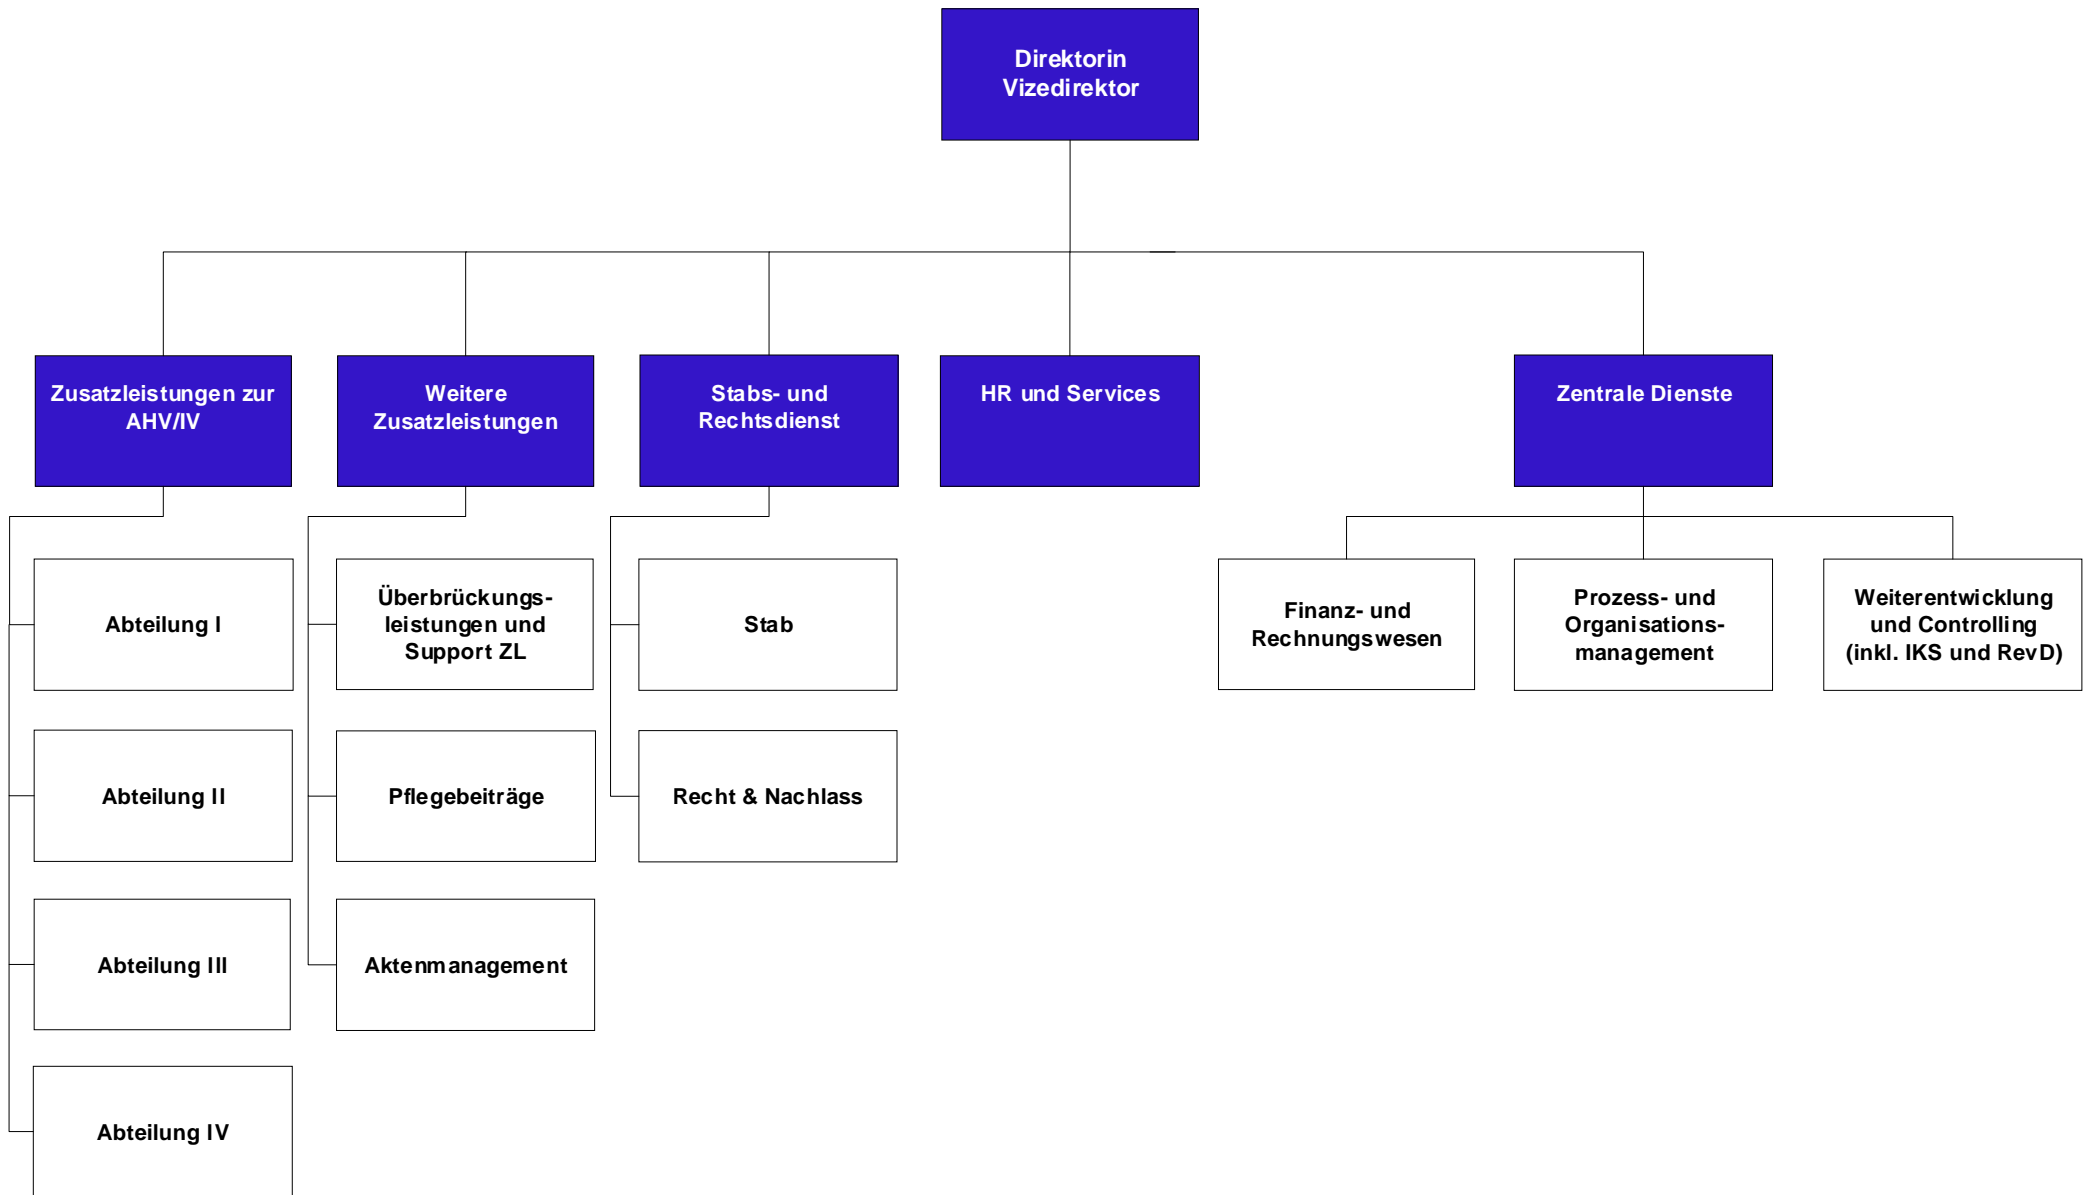 Direktorin
Vizedirektor
Zusatzleistungen zur
AHV/IV
Weitere
Zusatzleistungen
Stabs- und
Rechtsdienst
HR und Services
Zentrale Dienste
Abteilung I
Überbrückungs-
leistungen und
Support ZL
Stab
Finanz- und
Rechnungswesen
Prozess- und
Organisations-
management
Weiterentwicklung
und Controlling
(inkl. IKS und RevD)
Abteilung II
Pflegebeiträge
Recht & Nachlass
Abteilung III
Aktenmanagement
Abteilung IV